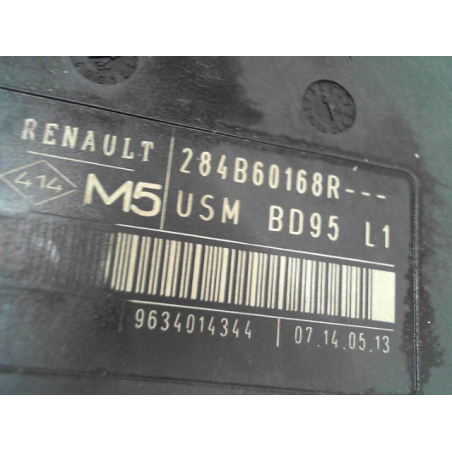 RENAULT 284B60168R---
414 M5 USM BD95 L1
9634014344 07.14.05.13